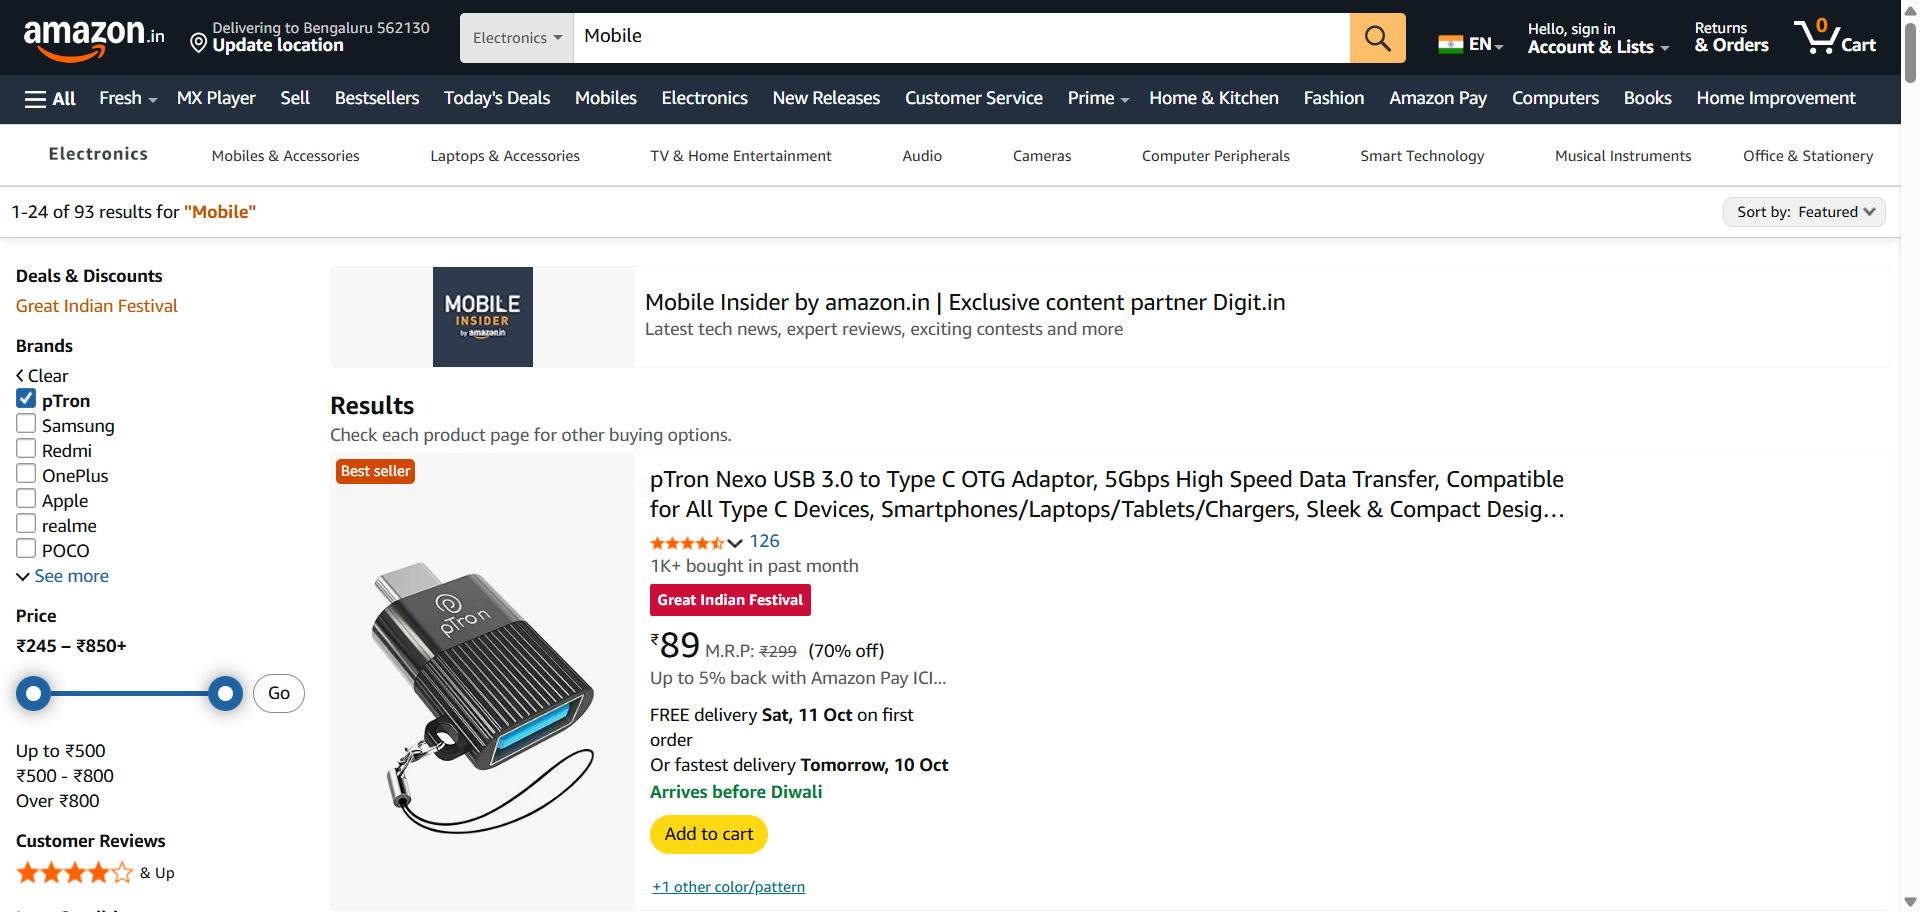 amazon.in
Delivering to Bengaluru 562130
Update location
Electronics
Mobile
EN
Hello, sign in
Account & Lists
Returns
& Orders
0
Cart
All
Fresh
MX Player
Sell
Bestsellers
Today's Deals
Mobiles
Electronics
New Releases
Customer Service
Prime
Home & Kitchen
Fashion
Amazon Pay
Computers
Books
Home Improvement
Electronics
Mobiles & Accessories
Laptops & Accessories
TV & Home Entertainment
Audio
Cameras
Computer Peripherals
Smart Technology
Musical Instruments
Office & Stationery
1-24 of 93 results for "Mobile"
Sort by: Featured
Deals & Discounts
Great Indian Festival
Brands
Clear
pTron
Samsung
Redmi
OnePlus
Apple
realme
POCO
See more
Price
₹245 – ₹850+
Go
Up to ₹500
₹500 - ₹800
Over ₹800
Customer Reviews
& Up
MOBILE
INSIDER
by amazon.in
Mobile Insider by amazon.in | Exclusive content partner Digit.in
Latest tech news, expert reviews, exciting contests and more
Results
Check each product page for other buying options.
Best seller
pTron
pTron Nexo USB 3.0 to Type C OTG Adaptor, 5Gbps High Speed Data Transfer, Compatible
for All Type C Devices, Smartphones/Laptops/Tablets/Chargers, Sleek & Compact Desig…
126
1K+ bought in past month
Great Indian Festival
₹89 M.R.P: ₹299 (70% off)
Up to 5% back with Amazon Pay ICI...
FREE delivery Sat, 11 Oct on first
order
Or fastest delivery Tomorrow, 10 Oct
Arrives before Diwali
Add to cart
+1 other color/pattern